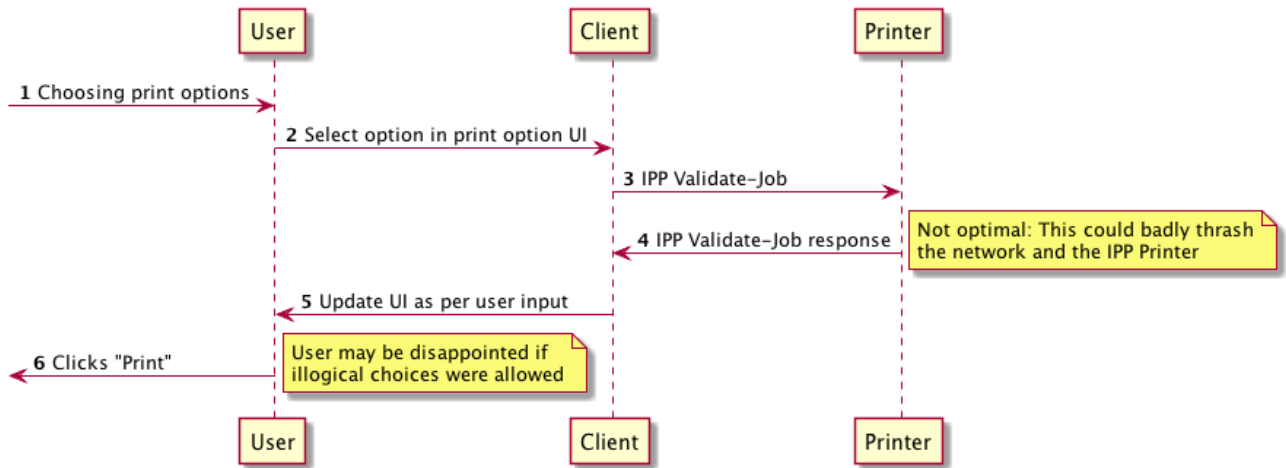 User
Client
Printer
1 Choosing print options
2 Select option in print option UI
3 IPP Validate-Job
Not optimal: This could badly thrash
the network and the IPP Printer
4 IPP Validate-Job response
5 Update UI as per user input
User may be disappointed if
illogical choices were allowed
6 Clicks "Print"
User
Client
Printer